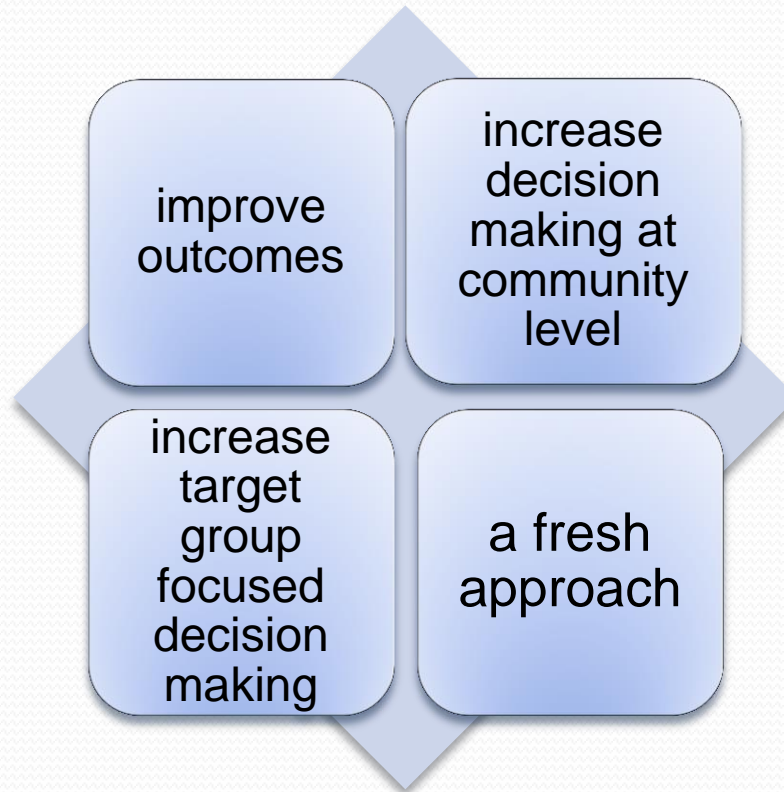 improve
outcomes
increase
decision
making at
community
level
increase
target
group
focused
decision
making
a fresh
approach